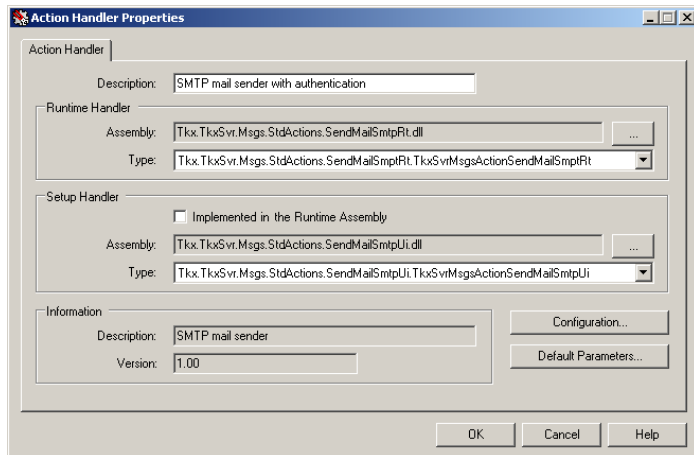 Action Handler Properties
Action Handler
Description: SMTP mail sender with authentication
Runtime Handler
Assembly: Tkx.TkxSvr.Msgs.StdActions.SendMailSmtpRt.dll ...
Type: Tkx.TkxSvr.Msgs.StdActions.SendMailSmptRt.TkxSvrMsgsActionSendMailSmptRt
Setup Handler
Implemented in the Runtime Assembly
Assembly: Tkx.TkxSvr.Msgs.StdActions.SendMailSmtpUi.dll ...
Type: Tkx.TkxSvr.Msgs.StdActions.SendMailSmtpUi.TkxSvrMsgsActionSendMailSmtpUi
Information
Description: SMTP mail sender
Version: 1.00
Configuration...
Default Parameters...
OK Cancel Help